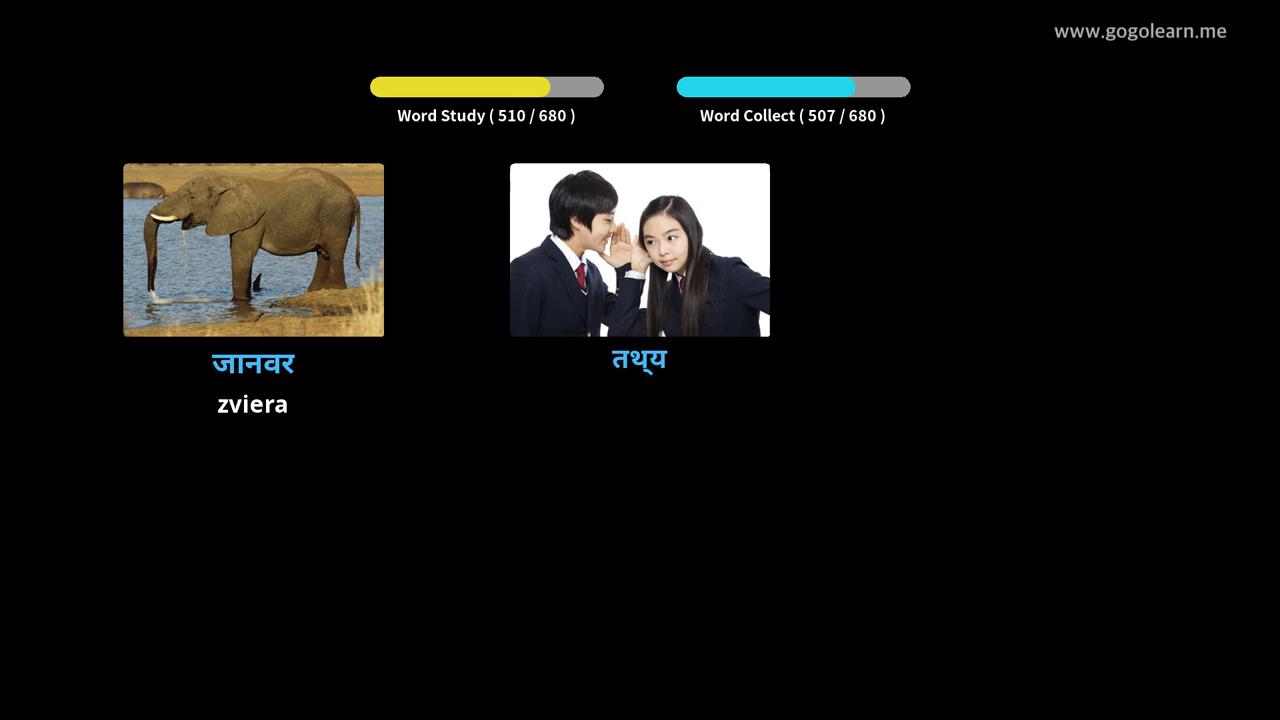 www.gogolearn.me
Word Study ( 510 / 680 )
Word Collect ( 507 / 680 )
जानवर
zviera
तथ्य